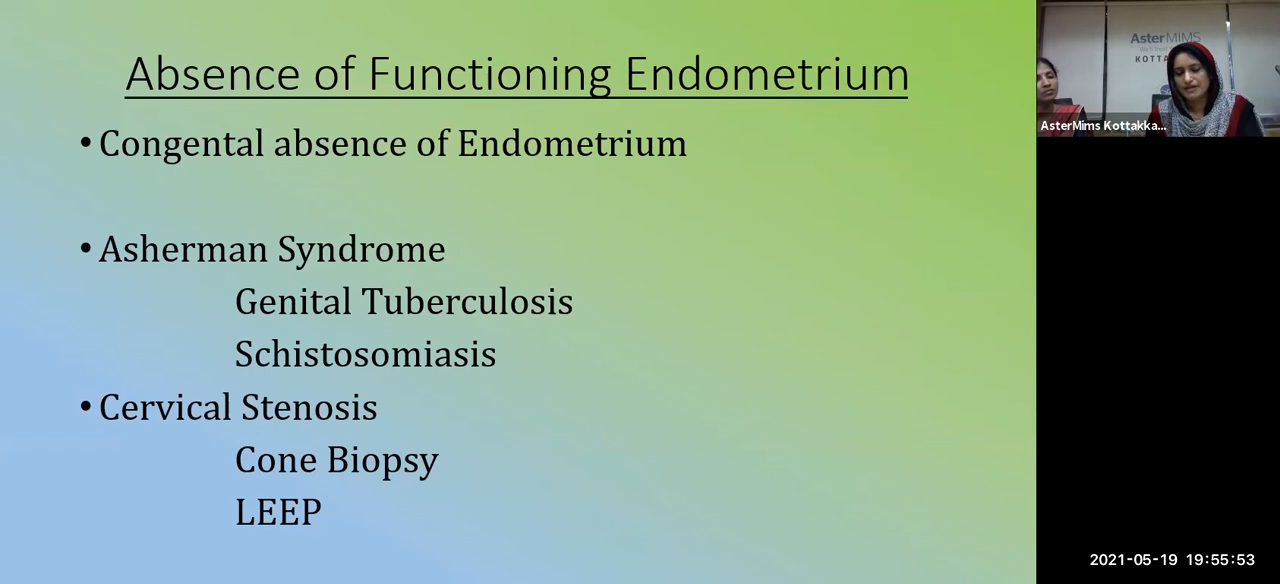 Absence of Functioning Endometrium
• Congental absence of Endometrium
• Asherman Syndrome
Genital Tuberculosis
Schistosomiasis
• Cervical Stenosis
Cone Biopsy
LEEP
AsterMIMS
KOTTA
AsterMims Kottakka...
2021-05-19 19:55:53